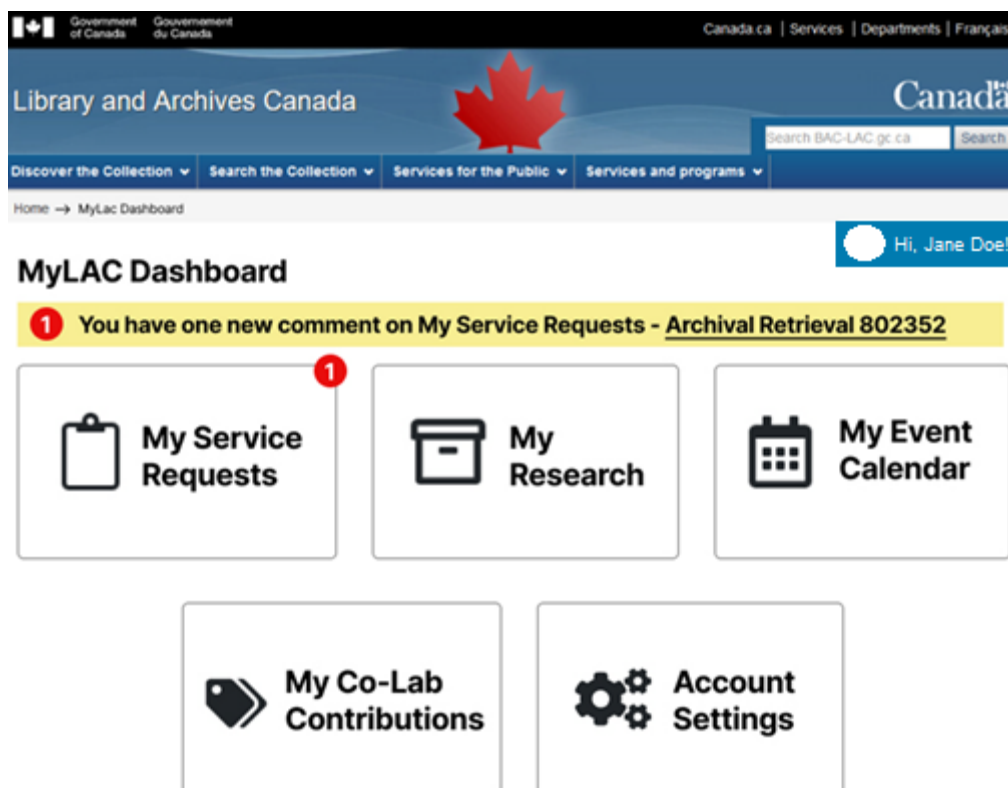 Government of Canada Gouvernement du Canada
Canada.ca | Services | Departments | Français
Library and Archives Canada
Canada
Search BAC-LAC.gc.ca Search
Discover the Collection Search the Collection Services for the Public Services and programs
Home → MyLac Dashboard
Hi, Jane Doe!
MyLAC Dashboard
1 You have one new comment on My Service Requests - Archival Retrieval 802352
1
My Service
Requests
My
Research
My Event
Calendar
My Co-Lab
Contributions
Account
Settings